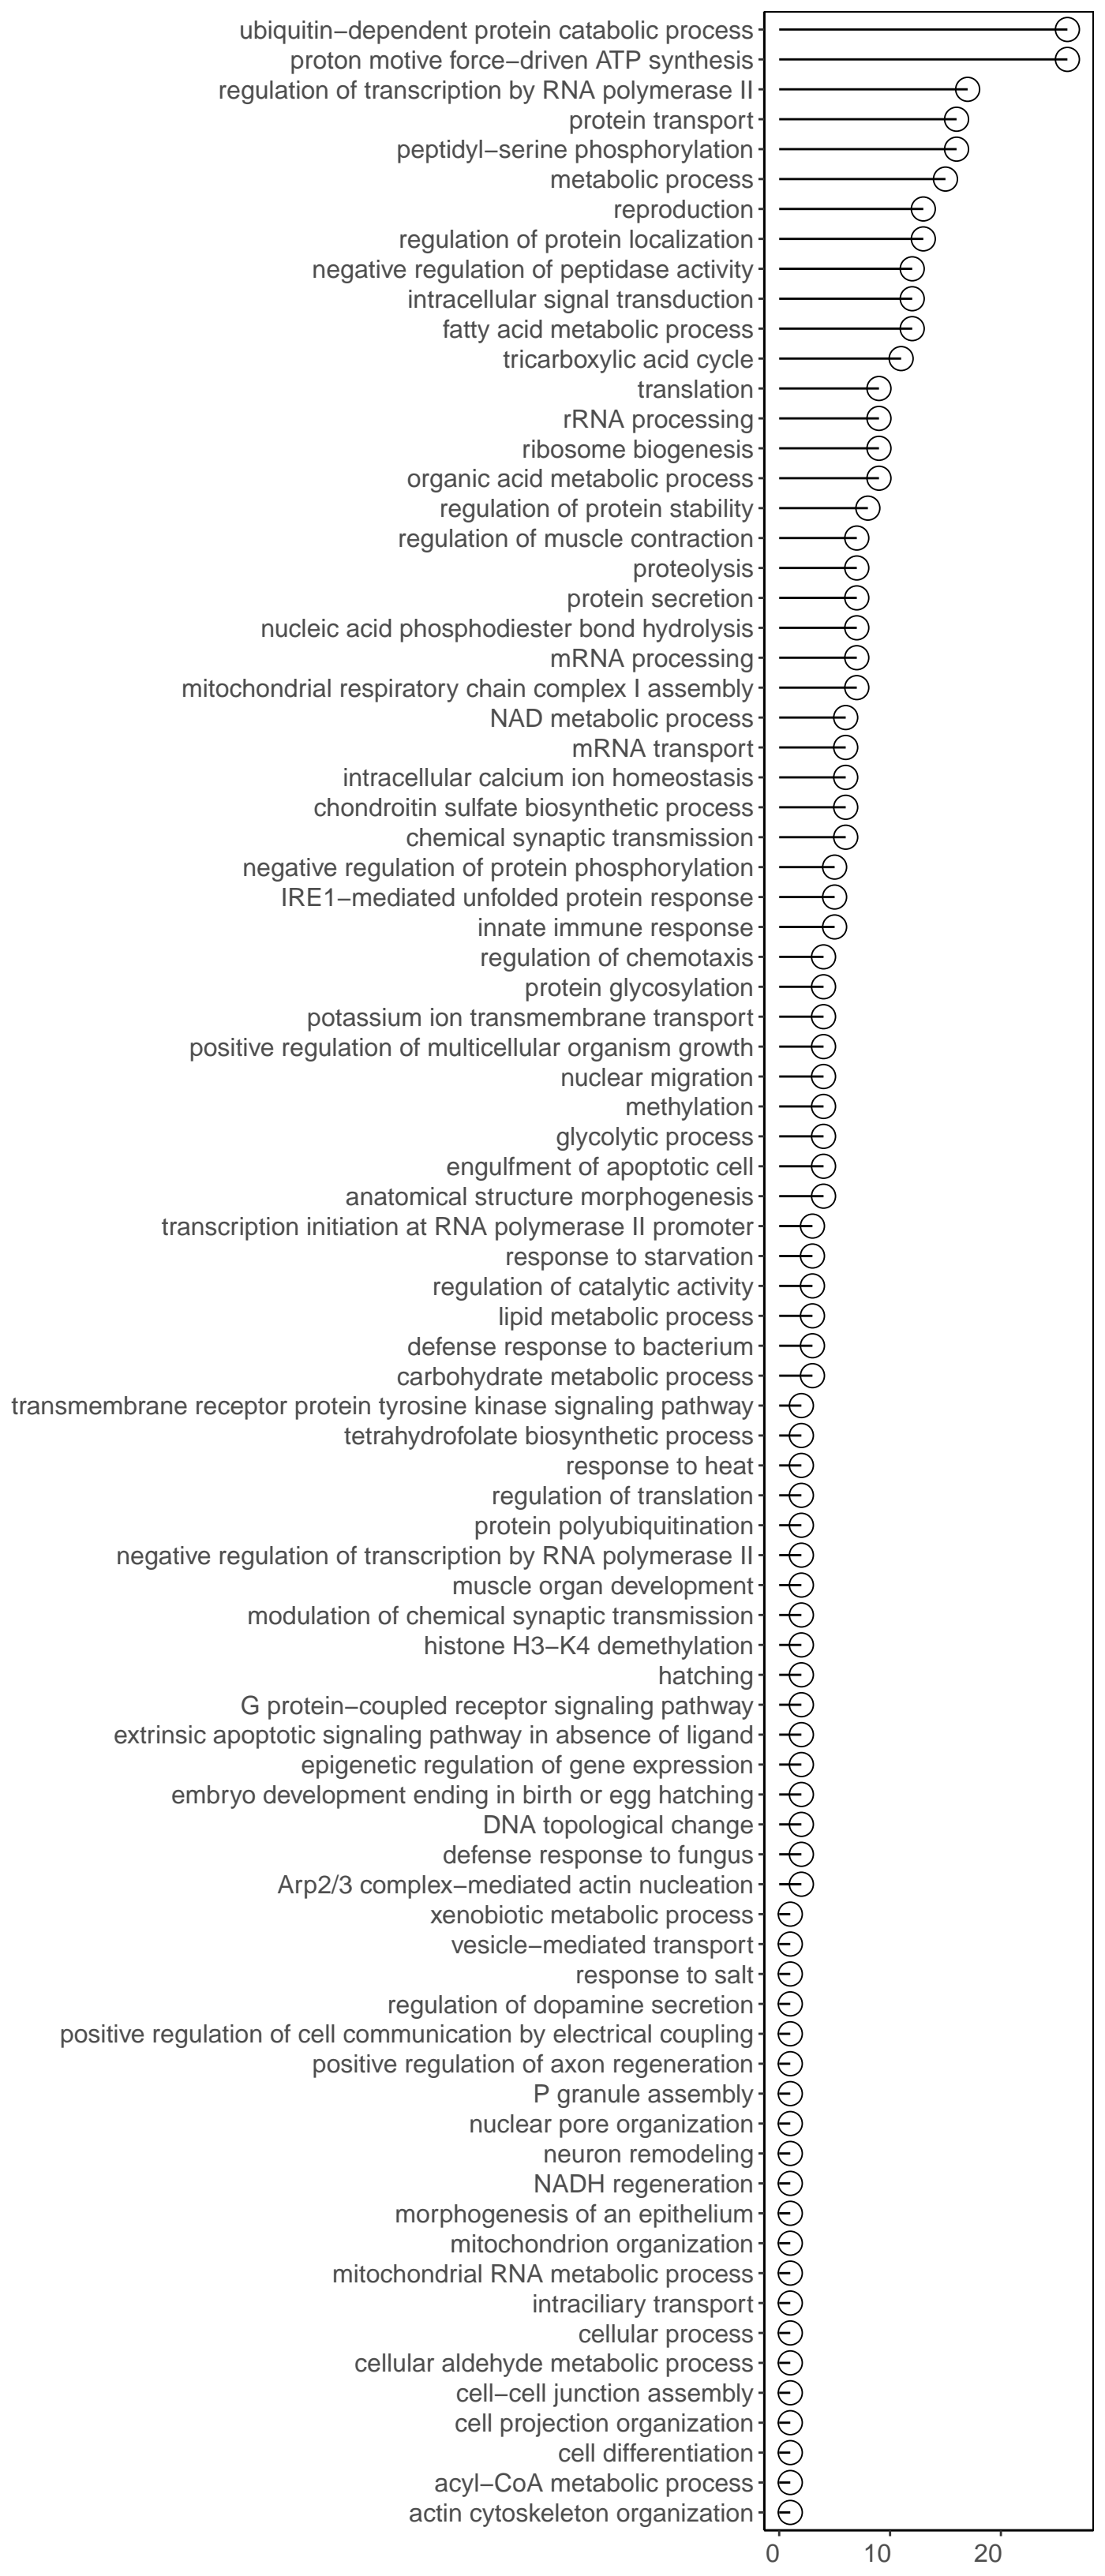 ubiquitin−dependent protein catabolic process
proton motive force−driven ATP synthesis
regulation of transcription by RNA polymerase II
protein transport
peptidyl−serine phosphorylation
metabolic process
reproduction
regulation of protein localization
negative regulation of peptidase activity
intracellular signal transduction
fatty acid metabolic process
tricarboxylic acid cycle
translation
rRNA processing
ribosome biogenesis
organic acid metabolic process
regulation of protein stability
regulation of muscle contraction
proteolysis
protein secretion
nucleic acid phosphodiester bond hydrolysis
mRNA processing
mitochondrial respiratory chain complex I assembly
NAD metabolic process
mRNA transport
intracellular calcium ion homeostasis
chondroitin sulfate biosynthetic process
chemical synaptic transmission
negative regulation of protein phosphorylation
IRE1−mediated unfolded protein response
innate immune response
regulation of chemotaxis
protein glycosylation
potassium ion transmembrane transport
positive regulation of multicellular organism growth
nuclear migration
methylation
glycolytic process
engulfment of apoptotic cell
anatomical structure morphogenesis
transcription initiation at RNA polymerase II promoter
response to starvation
regulation of catalytic activity
lipid metabolic process
defense response to bacterium
carbohydrate metabolic process
transmembrane receptor protein tyrosine kinase signaling pathway
tetrahydrofolate biosynthetic process
response to heat
regulation of translation
protein polyubiquitination
negative regulation of transcription by RNA polymerase II
muscle organ development
modulation of chemical synaptic transmission
histone H3−K4 demethylation
hatching
G protein−coupled receptor signaling pathway
extrinsic apoptotic signaling pathway in absence of ligand
epigenetic regulation of gene expression
embryo development ending in birth or egg hatching
DNA topological change
defense response to fungus
Arp2/3 complex−mediated actin nucleation
xenobiotic metabolic process
vesicle−mediated transport
response to salt
regulation of dopamine secretion
positive regulation of cell communication by electrical coupling
positive regulation of axon regeneration
P granule assembly
nuclear pore organization
neuron remodeling
NADH regeneration
morphogenesis of an epithelium
mitochondrion organization
mitochondrial RNA metabolic process
intraciliary transport
cellular process
cellular aldehyde metabolic process
cell−cell junction assembly
cell projection organization
cell differentiation
acyl−CoA metabolic process
actin cytoskeleton organization
0 10 20